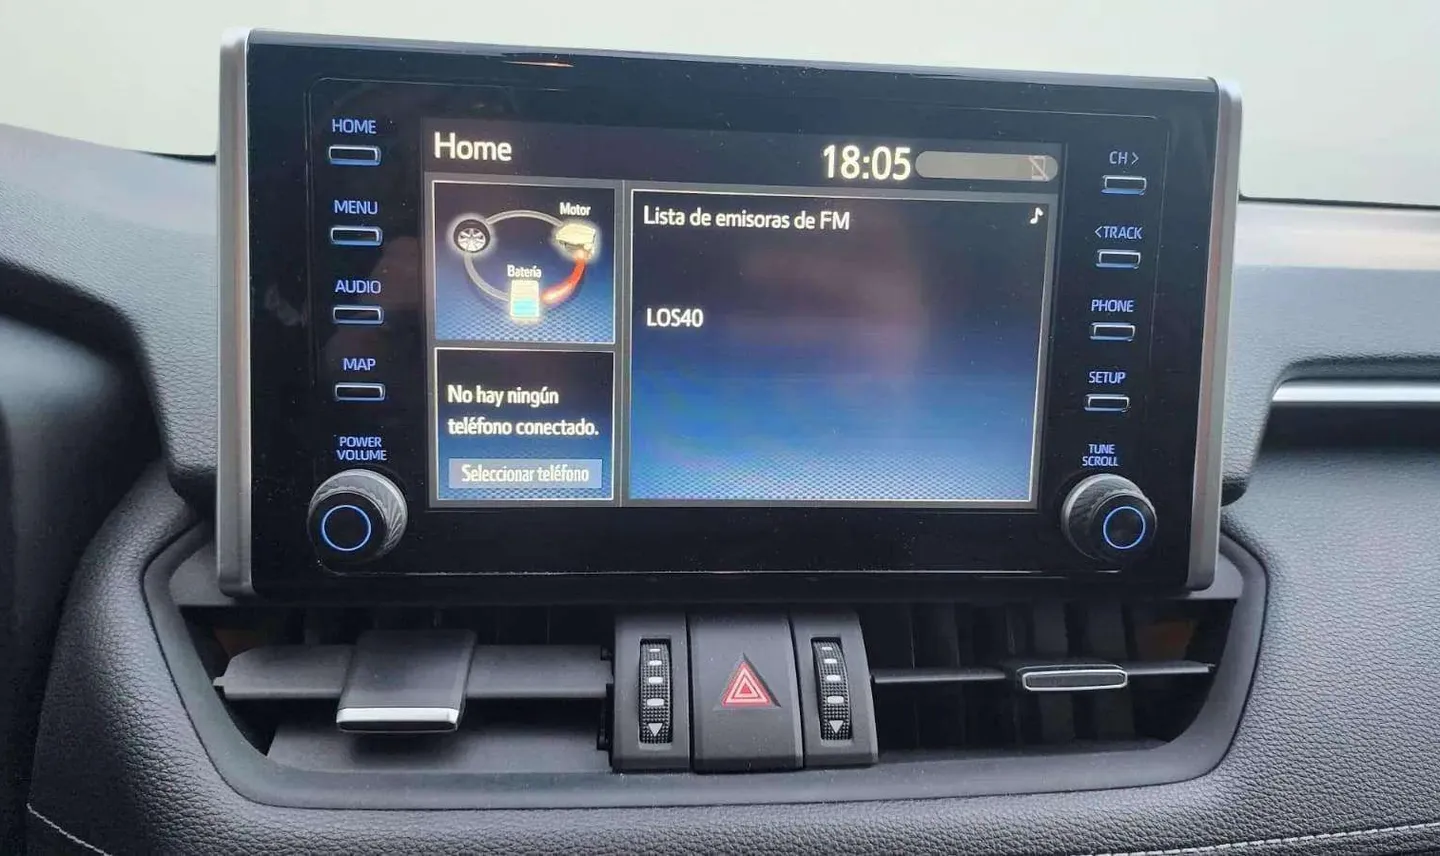 HOME
MENU
AUDIO
MAP
POWER
VOLUME
Home
18:05
Motor
Batería
No hay ningún
teléfono conectado.
Seleccionar teléfono
Lista de emisoras de FM
LOS40
CH>
<TRACK
PHONE
SETUP
TUNE
SCROLL